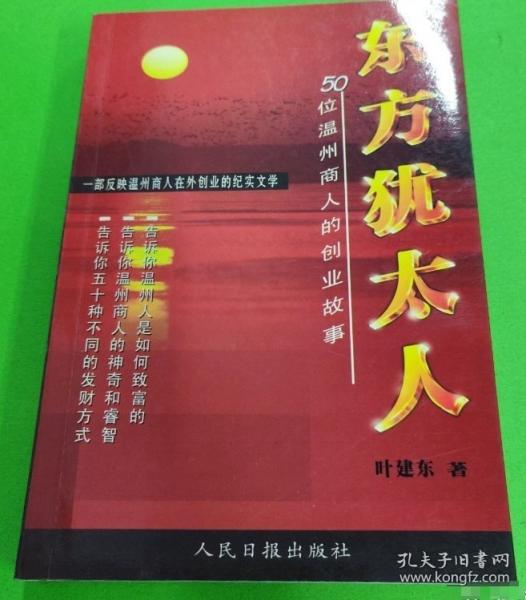 东方犹太人
50位温州商人的创业故事
一部反映温州商人在外创业的纪实文学
告诉你温州人是如何致富的
告诉你温州商人的神奇和睿智
告诉你五十种不同的发财方式
叶建东 著
人民日报出版社
孔夫子旧书网
www.kongfz.com